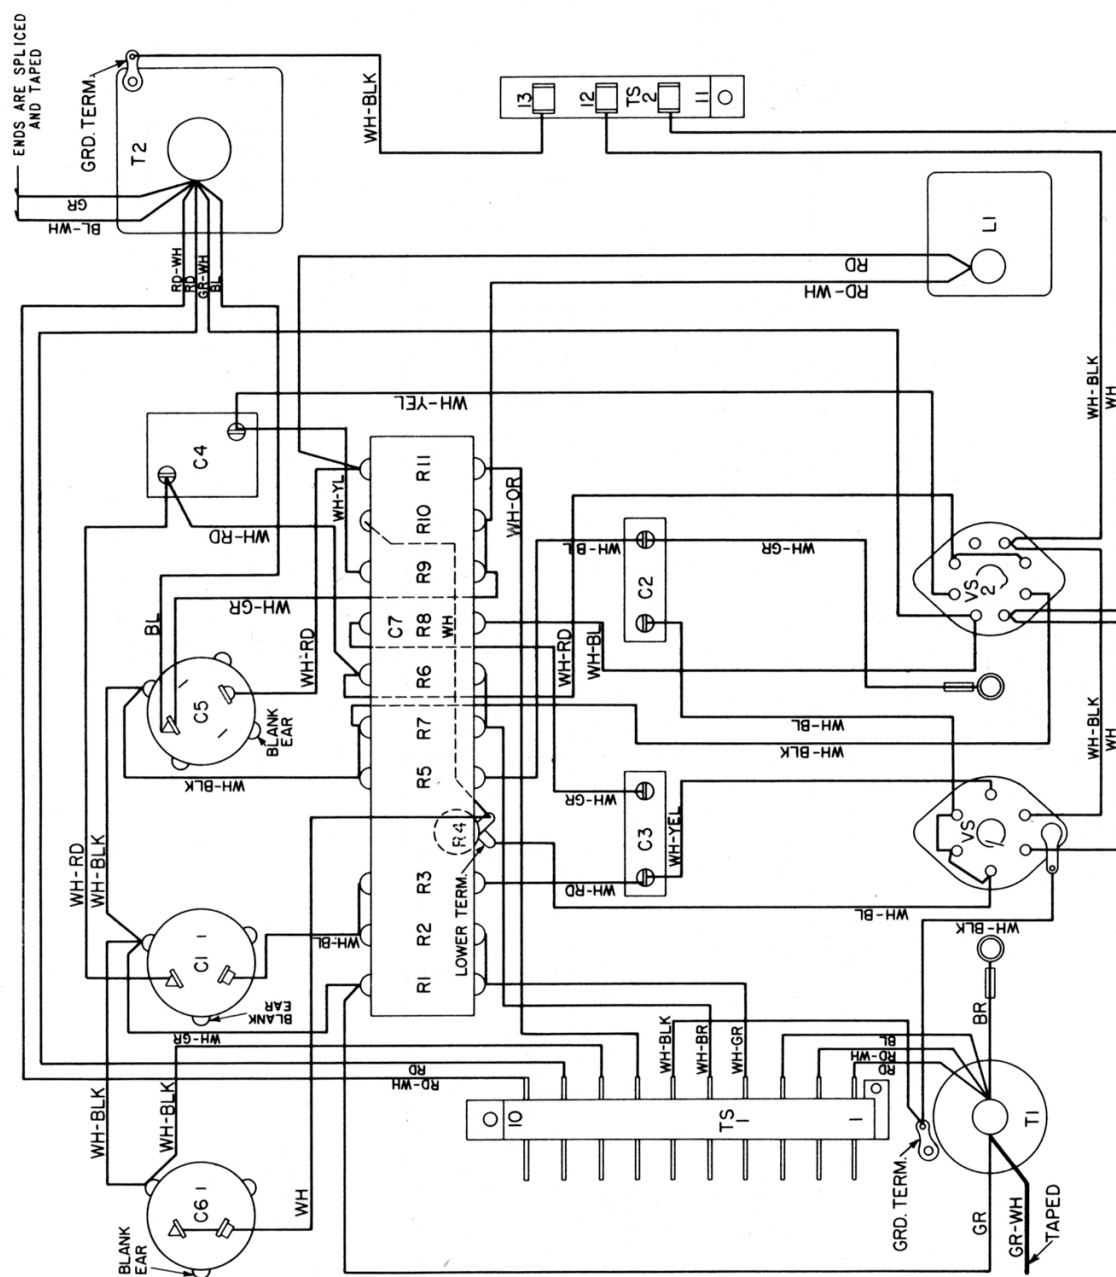 ENDS ARE SPLICED
AND TAPED
GRD. TERM.
T2
WH-BLK
13
12
TS
2
11
GR
BL-WH
RD-WH
RD
GR-WH
BL
L1
RD
RD-WH
WH-YEL
C4
WH-BLK
WH
WH-RD
WH-YL
R11
WH-OR
R10
R9
BL
WH-GR
C7
R8
WH
WH-RD
R6
WH-BL
C2
WH-GR
VS
2
WH-RD
WH-BL
C5
BLANK
EAR
R7
WH-BL
WH-BLK
WH-BLK
WH
WH-BLK
R5
WH-GR
R4
C3
WH-YEL
VS
1
WH-RD
WH-BLK
R3
LOWER TERM.
WH-RD
WH-BL
WH-BL
R2
C1
R1
BLANK
EAR
WH-GR
WH-BLK
BR
RD
RD-WH
WH-BLK
WH-BR
WH-GR
BL
RD-WH
RD
WH-BLK
WH-BLK
10
TS
1
1
T1
GRD. TERM.
C6
WH
GR
GR-WH
TAPED
BLANK
EAR